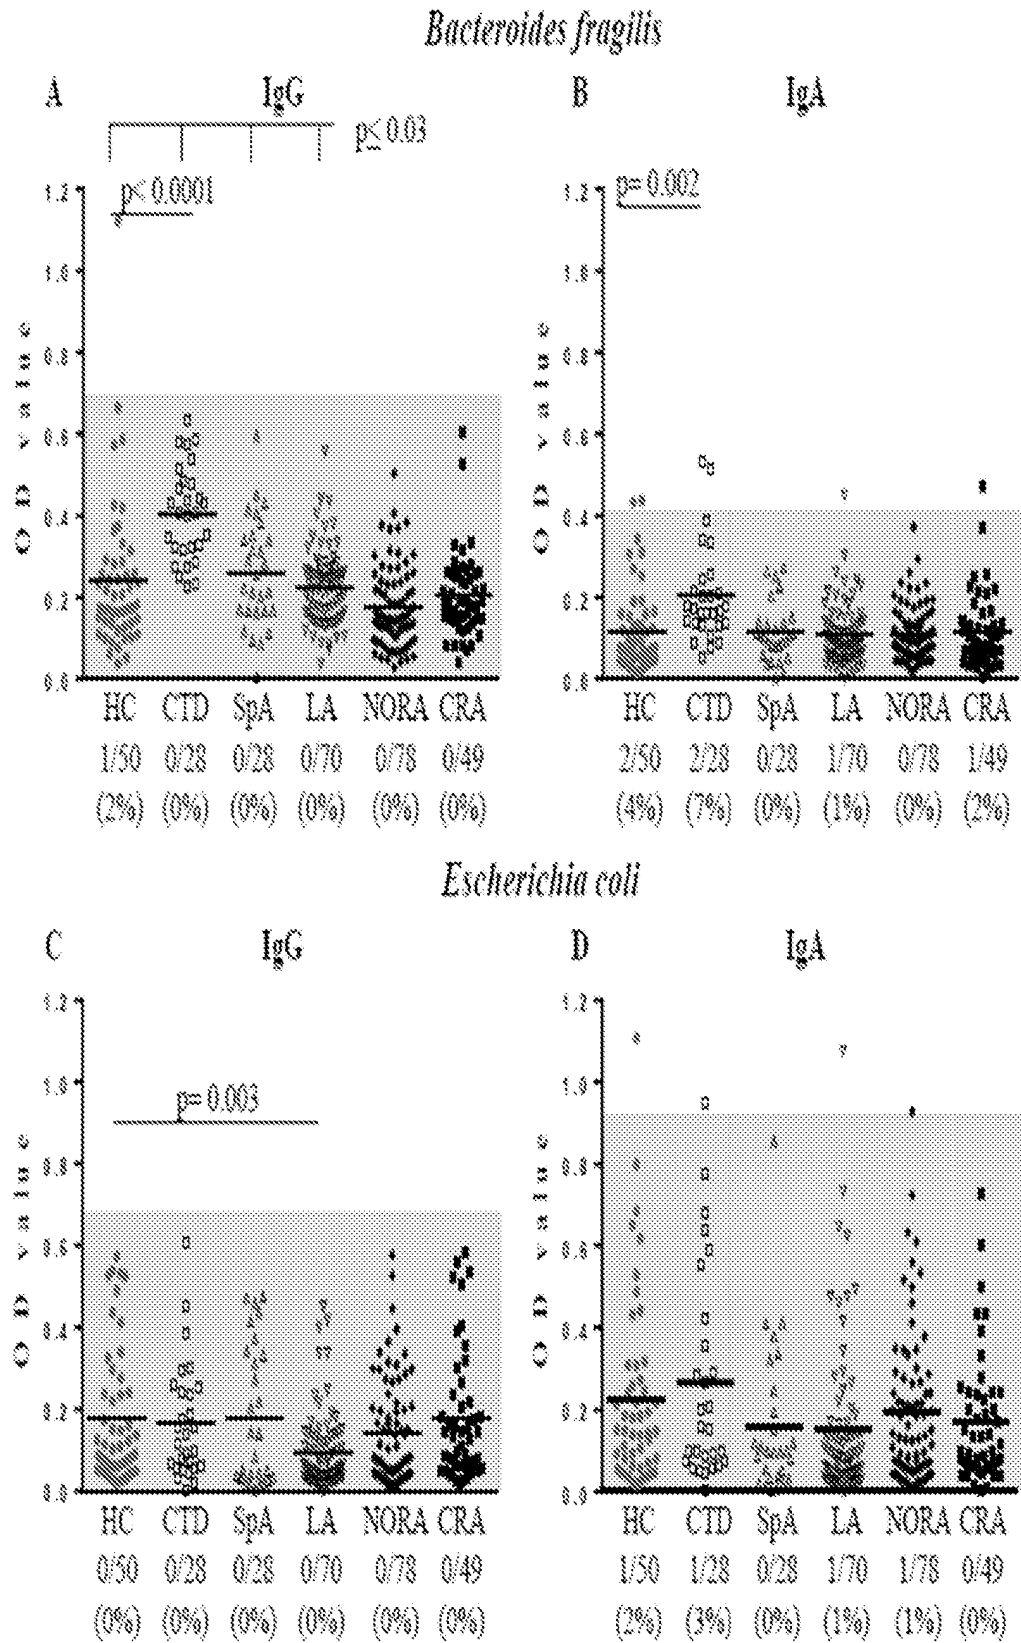 Bacteroides fragilis
A IgG
p≤ 0.03
p< 0.0001
1.2
1.0
0.8
0.6
0.4
0.2
0.0
OD value
HC CTD SpA LA NORA CRA
1/50 0/28 0/28 0/70 0/78 0/49
(2%) (0%) (0%) (0%) (0%) (0%)
B IgA
p= 0.002
1.2
1.0
0.8
0.6
0.4
0.2
0.0
OD value
HC CTD SpA LA NORA CRA
2/50 2/28 0/28 1/70 0/78 1/49
(4%) (7%) (0%) (1%) (0%) (2%)
Escherichia coli
C IgG
p= 0.003
1.2
1.0
0.8
0.6
0.4
0.2
0.0
OD value
HC CTD SpA LA NORA CRA
0/50 0/28 0/28 0/70 0/78 0/49
(0%) (0%) (0%) (0%) (0%) (0%)
D IgA
1.2
1.0
0.8
0.6
0.4
0.2
0.0
OD value
HC CTD SpA LA NORA CRA
1/50 1/28 0/28 1/70 1/78 0/49
(2%) (3%) (0%) (1%) (1%) (0%)